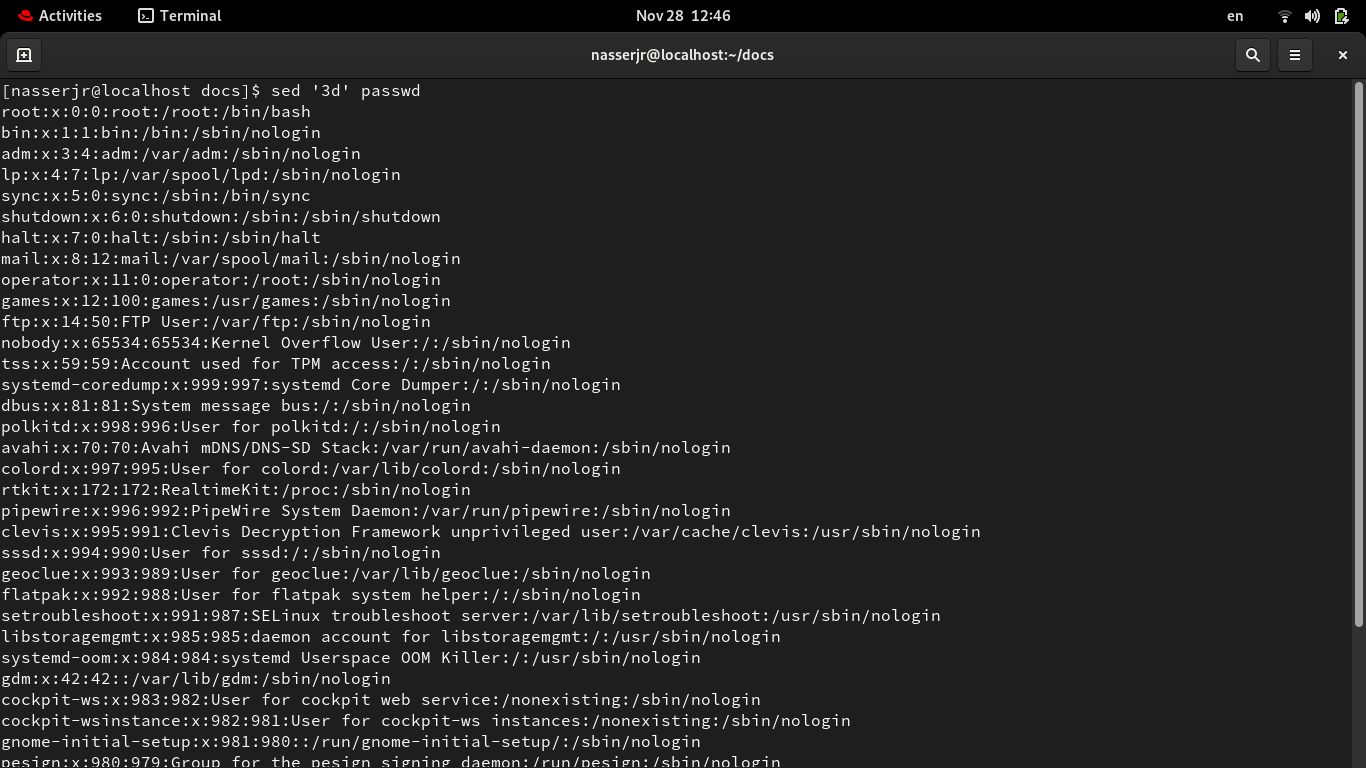 Activities
Terminal
Nov 28 12:46
en
nasserjr@localhost:~/docs
[nasserjr@localhost docs]$ sed '3d' passwd
root:x:0:0:root:/root:/bin/bash
bin:x:1:1:bin:/bin:/sbin/nologin
adm:x:3:4:adm:/var/adm:/sbin/nologin
lp:x:4:7:lp:/var/spool/lpd:/sbin/nologin
sync:x:5:0:sync:/sbin:/bin/sync
shutdown:x:6:0:shutdown:/sbin:/sbin/shutdown
halt:x:7:0:halt:/sbin:/sbin/halt
mail:x:8:12:mail:/var/spool/mail:/sbin/nologin
operator:x:11:0:operator:/root:/sbin/nologin
games:x:12:100:games:/usr/games:/sbin/nologin
ftp:x:14:50:FTP User:/var/ftp:/sbin/nologin
nobody:x:65534:65534:Kernel Overflow User:/:/sbin/nologin
tss:x:59:59:Account used for TPM access:/:/sbin/nologin
systemd-coredump:x:999:997:systemd Core Dumper:/:/sbin/nologin
dbus:x:81:81:System message bus:/:/sbin/nologin
polkitd:x:998:996:User for polkitd:/:/sbin/nologin
avahi:x:70:70:Avahi mDNS/DNS-SD Stack:/var/run/avahi-daemon:/sbin/nologin
colord:x:997:995:User for colord:/var/lib/colord:/sbin/nologin
rtkit:x:172:172:RealtimeKit:/proc:/sbin/nologin
pipewire:x:996:992:PipeWire System Daemon:/var/run/pipewire:/sbin/nologin
clevis:x:995:991:Clevis Decryption Framework unprivileged user:/var/cache/clevis:/usr/sbin/nologin
sssd:x:994:990:User for sssd:/:/sbin/nologin
geoclue:x:993:989:User for geoclue:/var/lib/geoclue:/sbin/nologin
flatpak:x:992:988:User for flatpak system helper:/:/sbin/nologin
setroubleshoot:x:991:987:SELinux troubleshoot server:/var/lib/setroubleshoot:/usr/sbin/nologin
libstoragemgmt:x:985:985:daemon account for libstoragemgmt:/:/usr/sbin/nologin
systemd-oom:x:984:984:systemd Userspace OOM Killer:/:/usr/sbin/nologin
gdm:x:42:42::/var/lib/gdm:/sbin/nologin
cockpit-ws:x:983:982:User for cockpit web service:/nonexisting:/sbin/nologin
cockpit-wsinstance:x:982:981:User for cockpit-ws instances:/nonexisting:/sbin/nologin
gnome-initial-setup:x:981:980::/run/gnome-initial-setup/:/sbin/nologin
pesign:x:980:979:Group for the pesign signing daemon:/run/pesign:/sbin/nologin